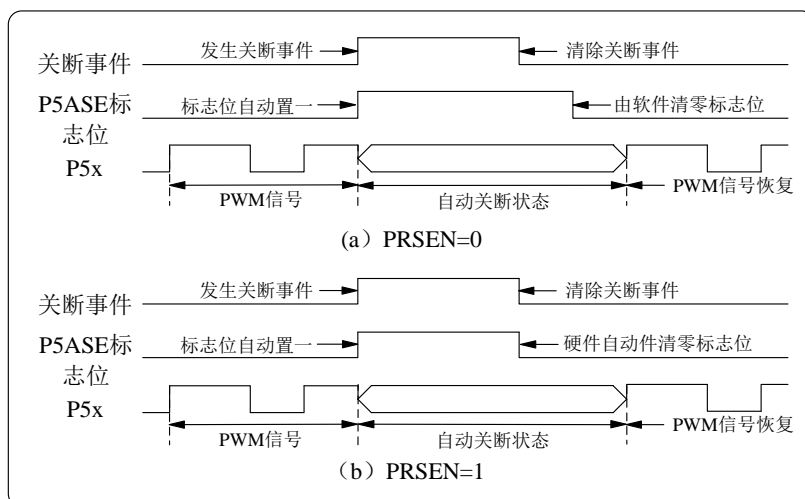 发生关断事件
清除关断事件
关断事件
标志位自动置一
由软件清零标志位
P5ASE标
志位
P5x
PWM信号
自动关断状态
PWM信号恢复
(a) PRSEN=0
发生关断事件
清除关断事件
关断事件
标志位自动置一
硬件自动件清零标志位
P5ASE标
志位
P5x
PWM信号
自动关断状态
PWM信号恢复
(b) PRSEN=1